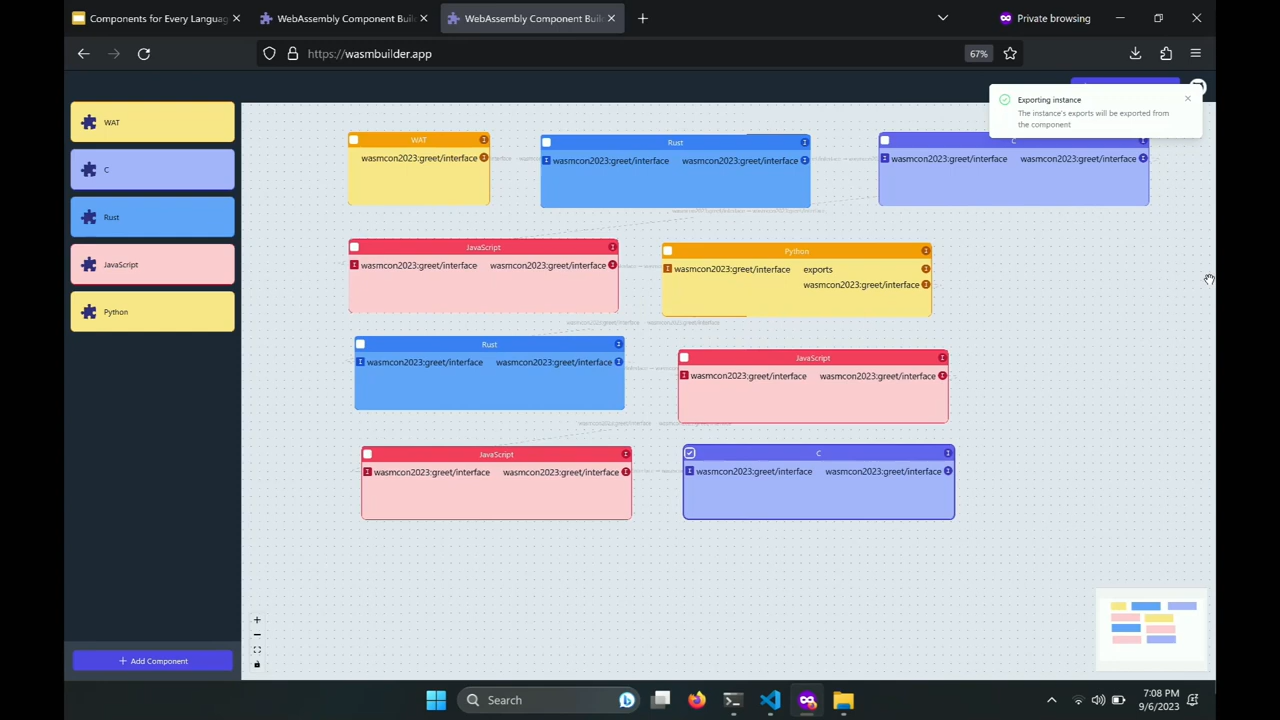 Components for Every Languag
WebAssembly Component Buil
WebAssembly Component Buil
Private browsing
https://wasmbuilder.app
67%
Exporting instance
The instance's exports will be exported from
the component
WAT
C
Rust
JavaScript
Python
WAT
wasmcon2023:greet/interface
Rust
wasmcon2023:greet/interface wasmcon2023:greet/interface
C
wasmcon2023:greet/interface wasmcon2023:greet/interface
JavaScript
wasmcon2023:greet/interface wasmcon2023:greet/interface
Python
wasmcon2023:greet/interface exports
wasmcon2023:greet/interface
Rust
wasmcon2023:greet/interface wasmcon2023:greet/interface
JavaScript
wasmcon2023:greet/interface wasmcon2023:greet/interface
JavaScript
wasmcon2023:greet/interface wasmcon2023:greet/interface
C
wasmcon2023:greet/interface wasmcon2023:greet/interface
+ Add Component
Search
7:08 PM
9/6/2023